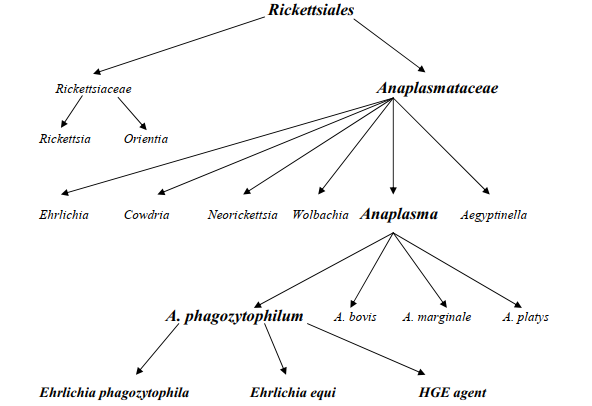 Rickettsiales
Rickettsiaceae Anaplasmataceae
Rickettsia Orientia
Ehrlichia Cowdria Neorickettsia Wolbachia Anaplasma Aegyptinella
A. phagozytophilum A. bovis A. marginale A. platys
Ehrlichia phagozytophila Ehrlichia equi HGE agent